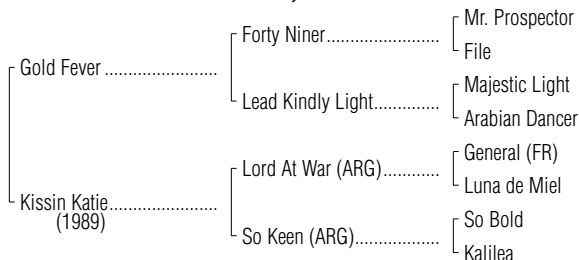 Mr. Prospector
Forty Niner........................
File
Gold Fever ........................
Majestic Light
Lead Kindly Light..............
Arabian Dancer
General (FR)
Lord At War (ARG)............
Luna de Miel
Kissin Katie.......................
(1989)
So Bold
So Keen (ARG)..................
Kalilea